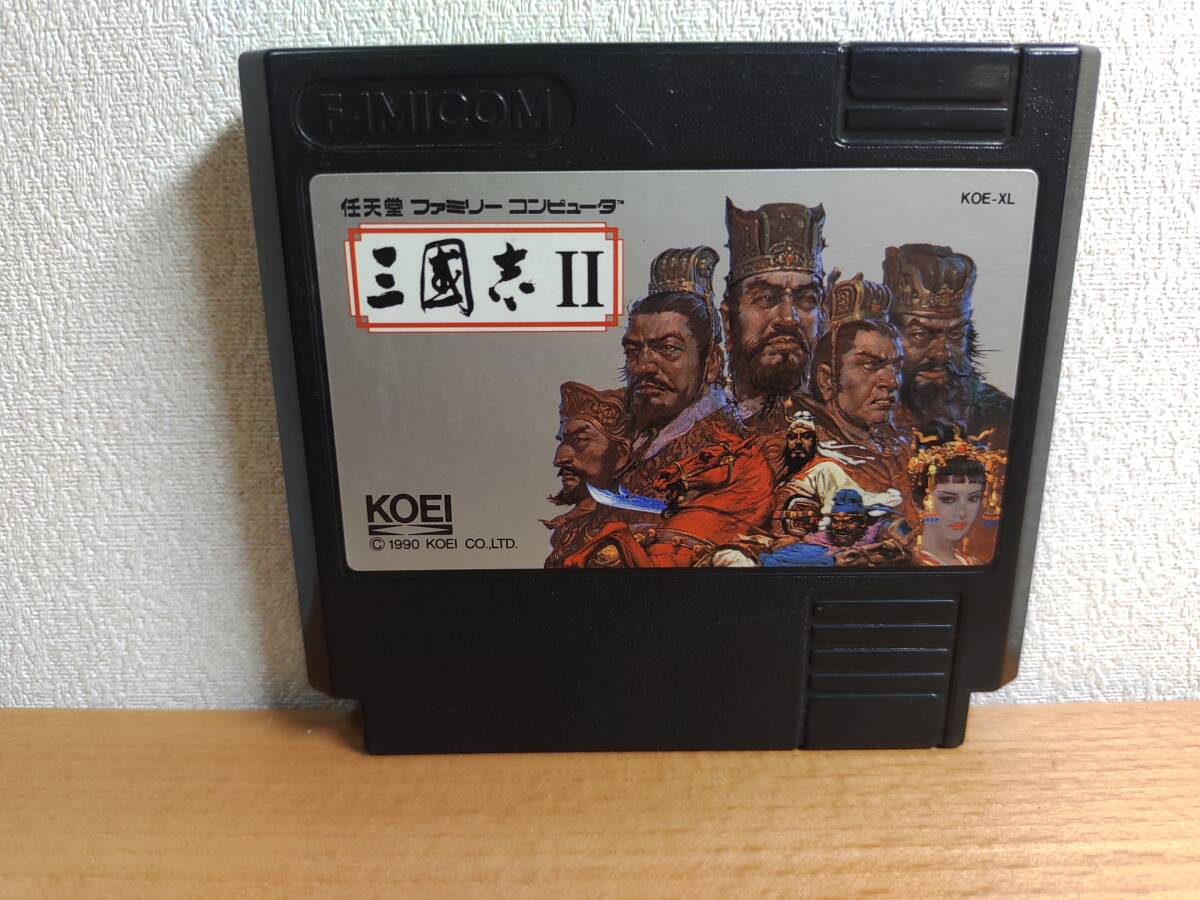 FAMICOM
任天堂 ファミリー コンピュータ™
KOE-XL
三國志 II
KOEI
© 1990 KOEI CO.,LTD.